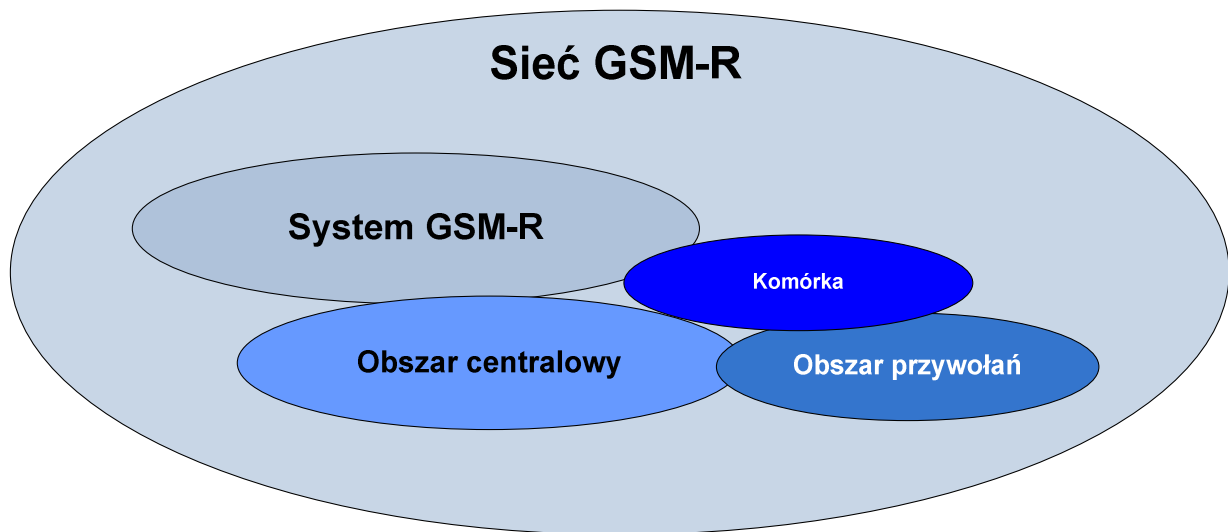 Sieć GSM-R
System GSM-R
Komórka
Obszar centralowy
Obszar przywołań